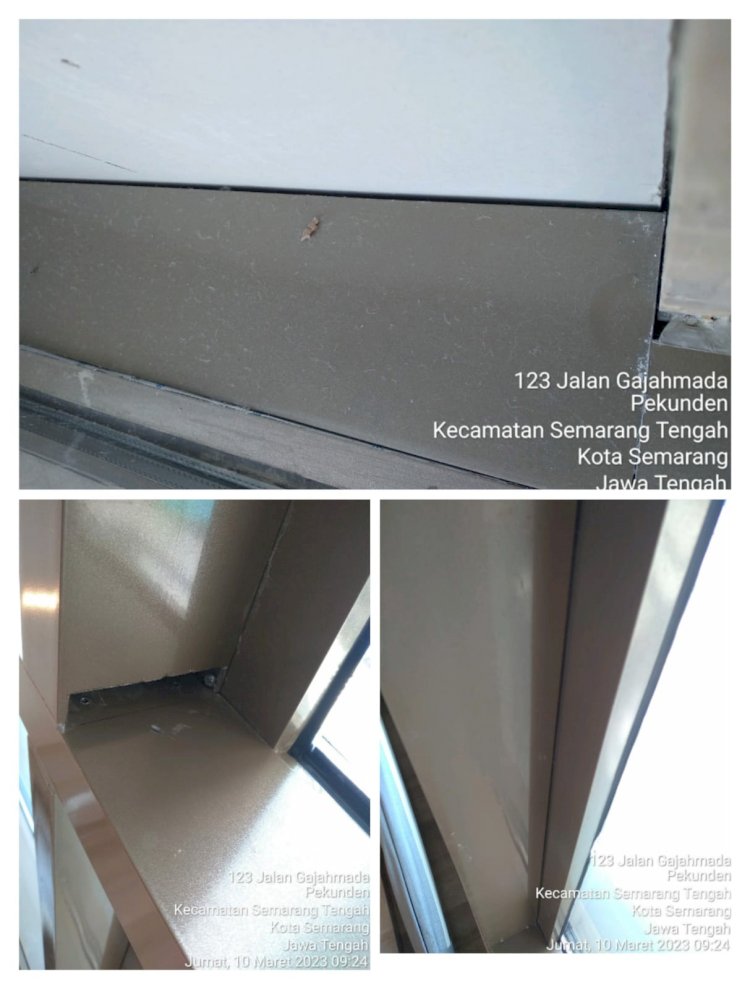 123 Jalan Gajahmada
Pekunden
Kecamatan Semarang Tengah
Kota Semarang
Jawa Tengah
123 Jalan Gajahmada
Pekunden
Kecamatan Semarang Tengah
Kota Semarang
Jawa Tengah
Jumat, 10 Maret 2023 09:24
123 Jalan Gajahmada
Pekunden
Kecamatan Semarang Tengah
Kota Semarang
Jawa Tengah
Jumat, 10 Maret 2023 09:24